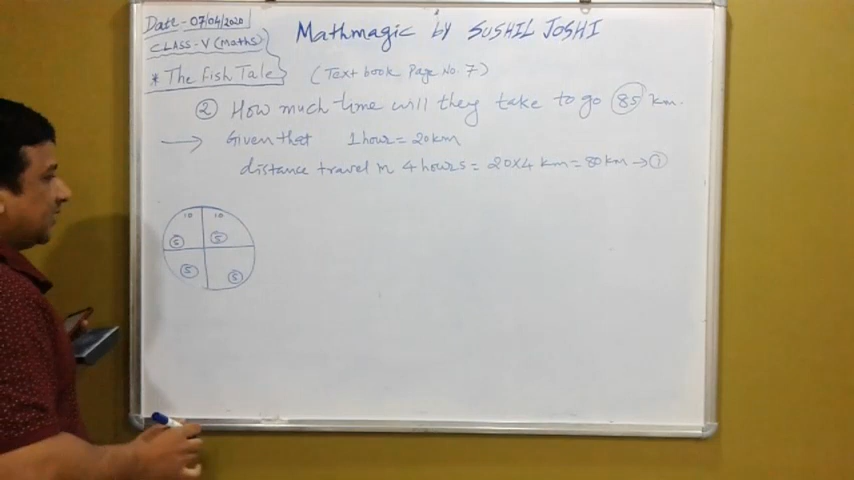 Date - 07/04/2020
Mathmagic by SUSHIL JOSHI
CLASS-V (Maths)
* The Fish Tale
(Text book Page No. 7)
② How much time will they take to go 85 km.
→ Given that 1 hour = 20km
distance travel in 4 hours = 20×4 km = 80 km → ①
10 10
5 5
5 5